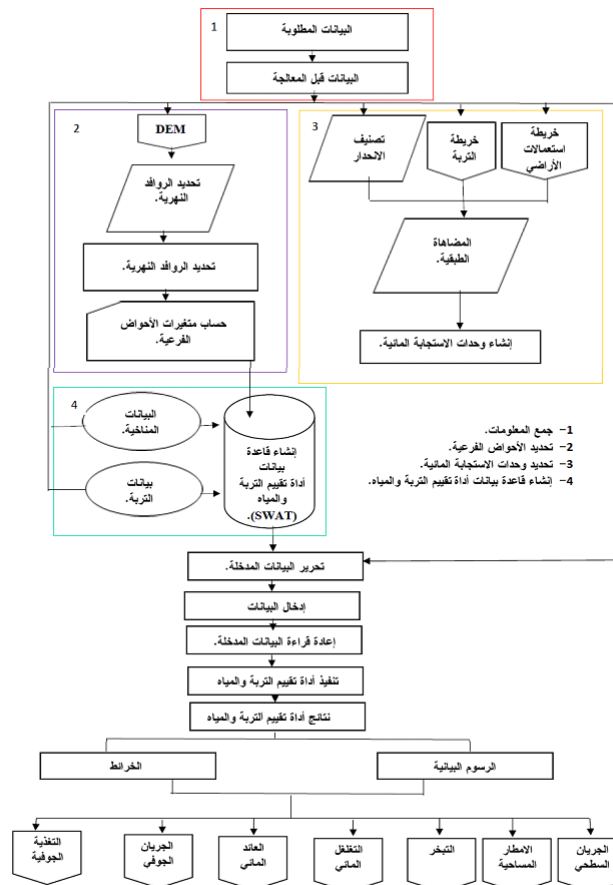 1
البيانات المطلوبة
البيانات قبل المعالجة
2
DEM
تحديد الروافد
النهرية.
تحديد الروافد النهرية.
حساب متغيرات الأحواض
الفرعية.
3
خريطة
استعمالات
الأراضي
خريطة
التربة
تصنيف
الانحدار
المضاهاة
الطبقية.
إنشاء وحدات الاستجابة المائية.
4
البيانات
المناخية.
بيانات
التربة.
إنشاء قاعدة
بيانات
أداة تقييم التربة
والمياه
(SWAT).
1- جمع المعلومات.
2- تحديد الأحواض الفرعية.
3- تحديد وحدات الاستجابة المائية.
4- إنشاء قاعدة بيانات أداة تقييم التربة والمياه.
تحرير البيانات المدخلة.
إدخال البيانات
إعادة قراءة البيانات المدخلة.
تنفيذ أداة تقييم التربة والمياه
نتائج أداة تقييم التربة والمياه
الرسوم البيانية
الخرائط
الجريان
السطحي
الامطار
المساحية
التبخر
التغلغل
المائي
العائد
المائي
الجريان
الجوفي
التغذية
الجوفية